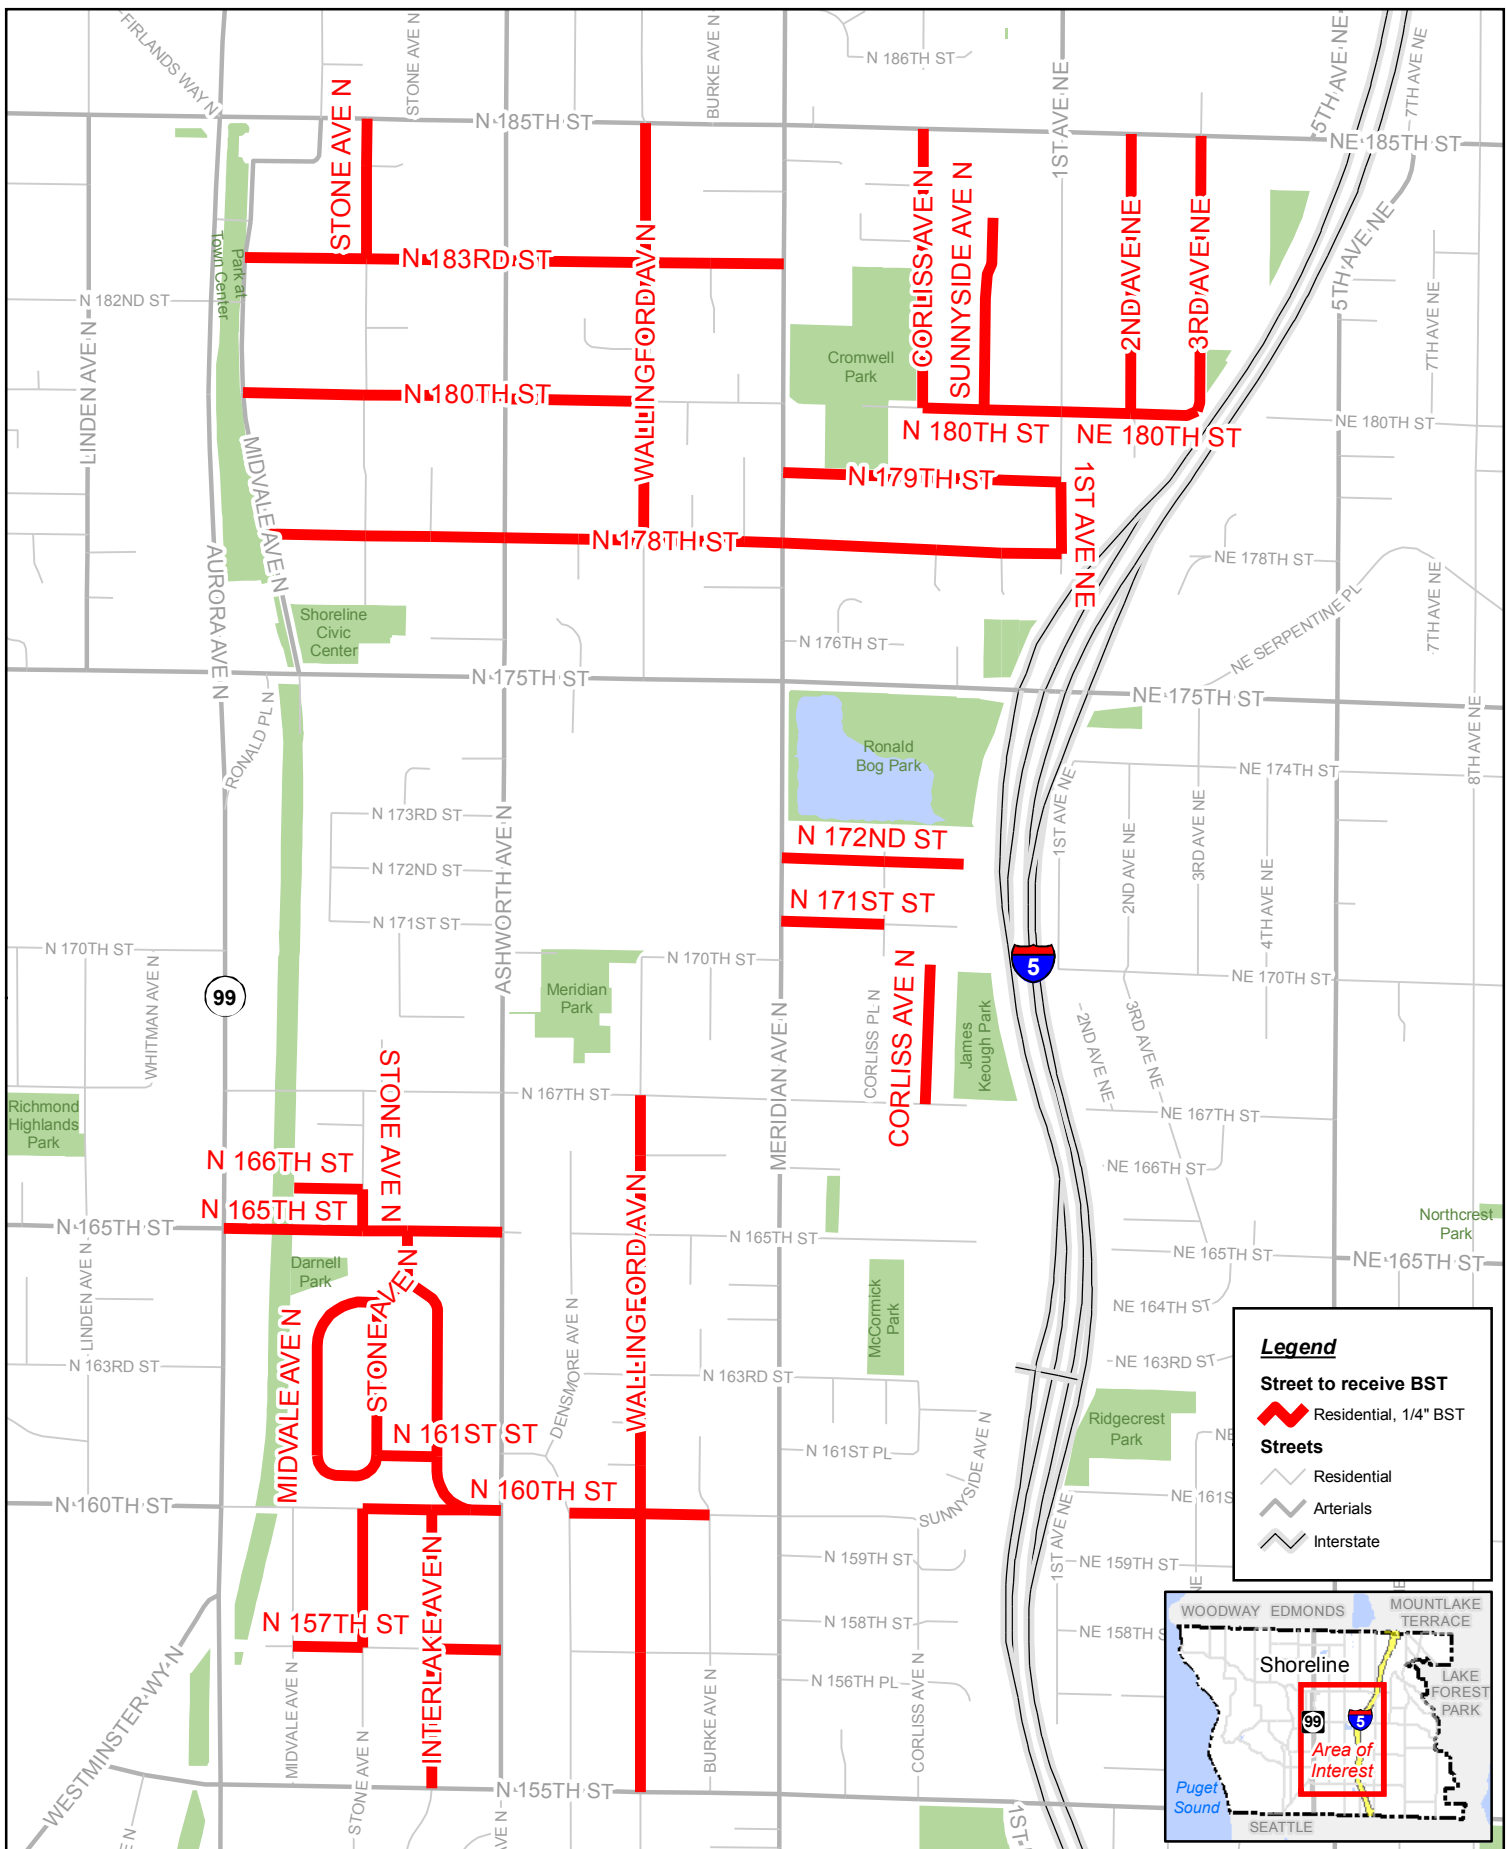 FIRLANDS WAY N
STONE AVE N
BURKE AVE N
N 186TH ST
1ST AVE NE
5TH AVE NE
7TH AVE NE
N 185TH ST
NE 185TH ST
STONE AVE N
CORLISS AVE N
SUNNYSIDE AVE N
2ND AVE NE
3RD AVE NE
5TH AVE NE
Park at
Town Center
N 183RD ST
WALLINGFORD AV N
N 182ND ST
LINDEN AVE N
7TH AVE NE
Cromwell
Park
N 180TH ST
N 180TH ST
NE 180TH ST
NE 180TH ST
MIDVALE AVE N
N 179TH ST
1ST AVE NE
N 178TH ST
NE 178TH ST
AURORA AVE N
NE SERPENTINE PL
7TH AVE NE
Shoreline
Civic
Center
N 176TH ST
N 175TH ST
NE 175TH ST
RONALD PL N
Ronald
Bog Park
8TH AVE NE
NE 174TH ST
1ST AVE NE
2ND AVE NE
3RD AVE NE
4TH AVE NE
N 173RD ST
N 172ND ST
N 172ND ST
ASHWORTH AVE N
N 171ST ST
N 171ST ST
N 170TH ST
N 170TH ST
NE 170TH ST
5
99
WHITMAN AVE N
Meridian
Park
MERIDIAN AVE N
CORLISS PL N
CORLISS AVE N
James
Keough Park
2ND AVE NE
3RD AVE NE
N 167TH ST
NE 167TH ST
Richmond
Highlands
Park
STONE AVE N
N 166TH ST
NE 166TH ST
N 165TH ST
N 165TH ST
N 165TH ST
NE 165TH ST
NE 165TH ST
Northcrest
Park
WALLINGFORD AV N
LINDEN AVE N
Darnell
Park
STONE AVE N
MIDVALE AVE N
DENSMORE AVE N
McCormick
Park
NE 164TH ST
N 163RD ST
N 163RD ST
NE 163RD ST
Ridgecrest
Park
N 161ST ST
N 161ST PL
SUNNYSIDE AVE N
NE
N 160TH ST
N 160TH ST
NE 161S
1ST AVE NE
INTERLAKE AVE N
N 159TH ST
NE 159TH ST
NE
N 158TH ST
NE 158TH S
N 157TH ST
N 156TH PL
WESTMINSTER WY N
MIDVALE AVE N
STONE AVE N
BURKE AVE N
CORLISS AVE N
N 155TH ST
E N
VE N
1ST
Legend
Street to receive BST
Residential, 1/4" BST
Streets
Residential
Arterials
Interstate
WOODWAY
EDMONDS
MOUNTLAKE
TERRACE
Shoreline
LAKE
FOREST
PARK
99
5
Area of
Interest
Puget
Sound
SEATTLE